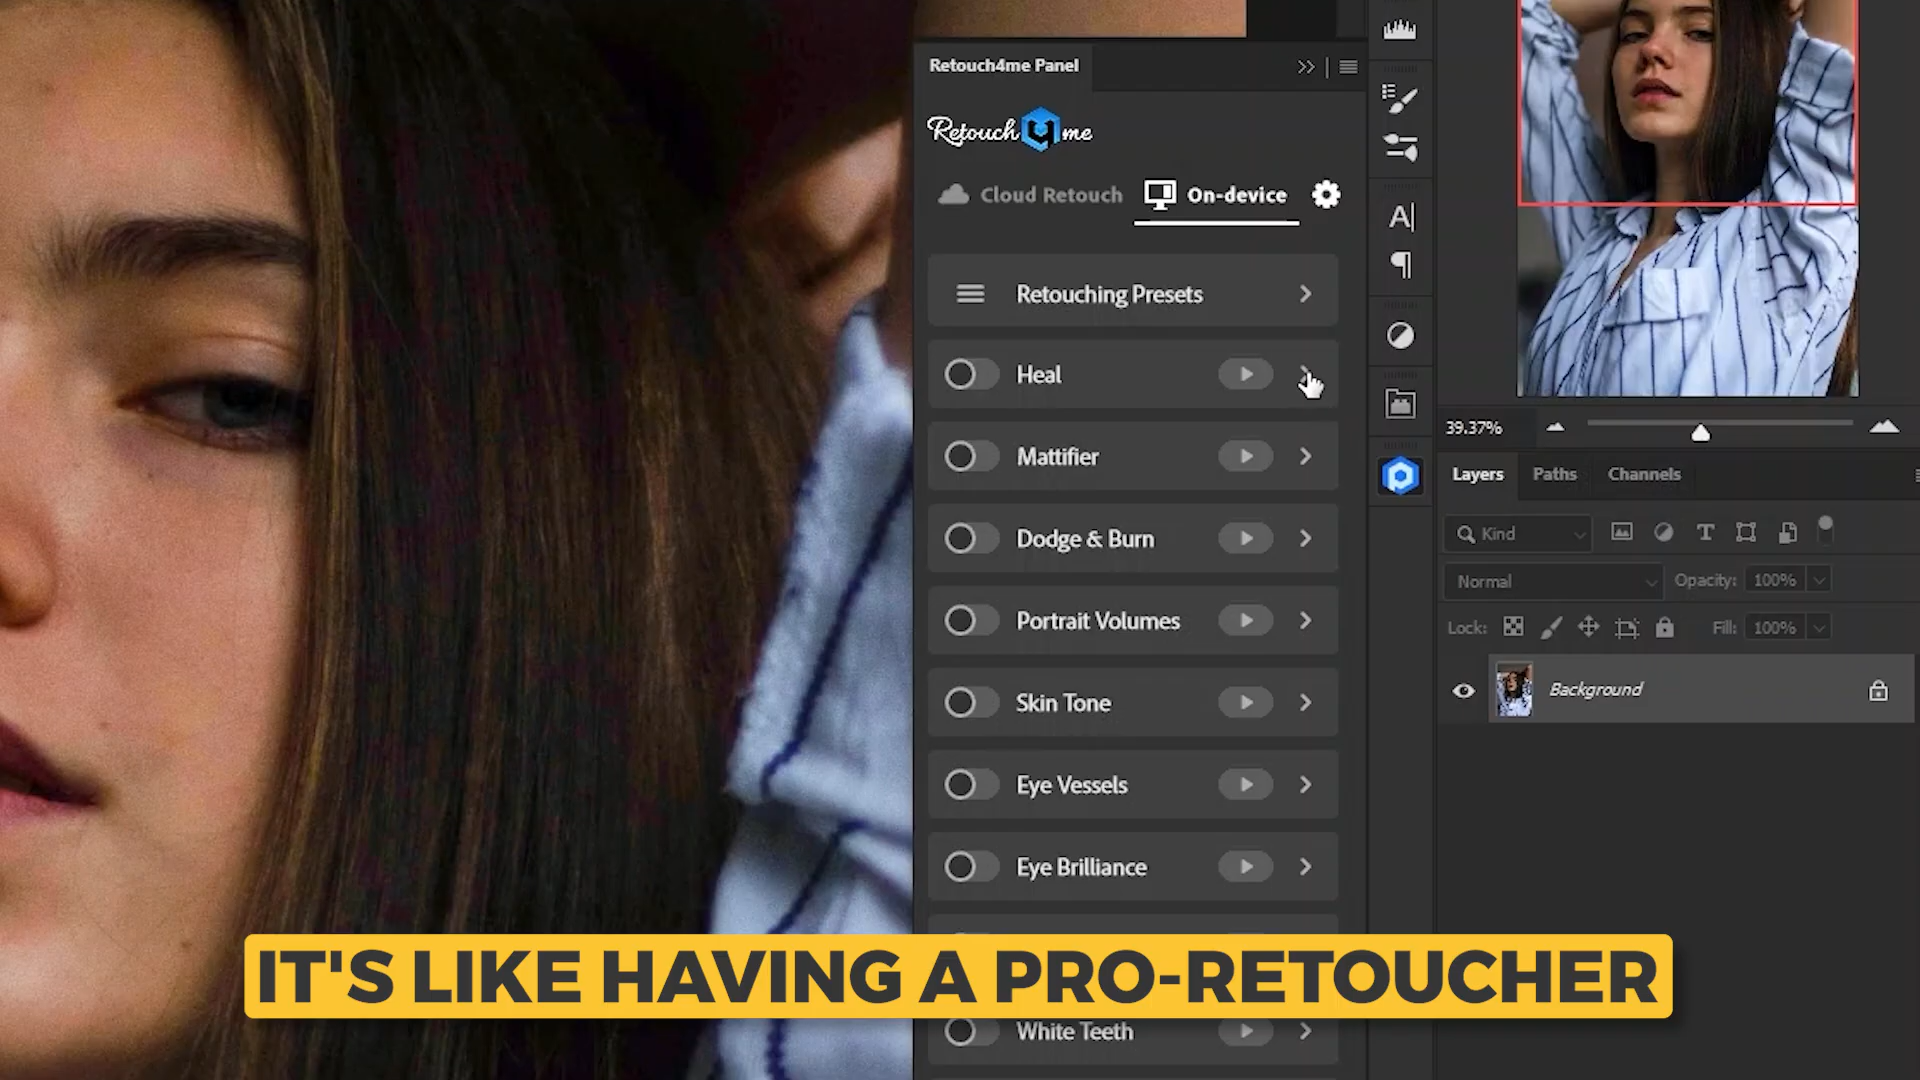 Retouch4me Panel
Retouch4me
Cloud Retouch
On-device
Retouching Presets
Heal
Mattifier
Dodge & Burn
Portrait Volumes
Skin Tone
Eye Vessels
Eye Brilliance
White Teeth
IT'S LIKE HAVING A PRO-RETOUCHER
39.37%
Layers Paths Channels
Kind
Normal Opacity: 100%
Lock: Fill: 100%
Background